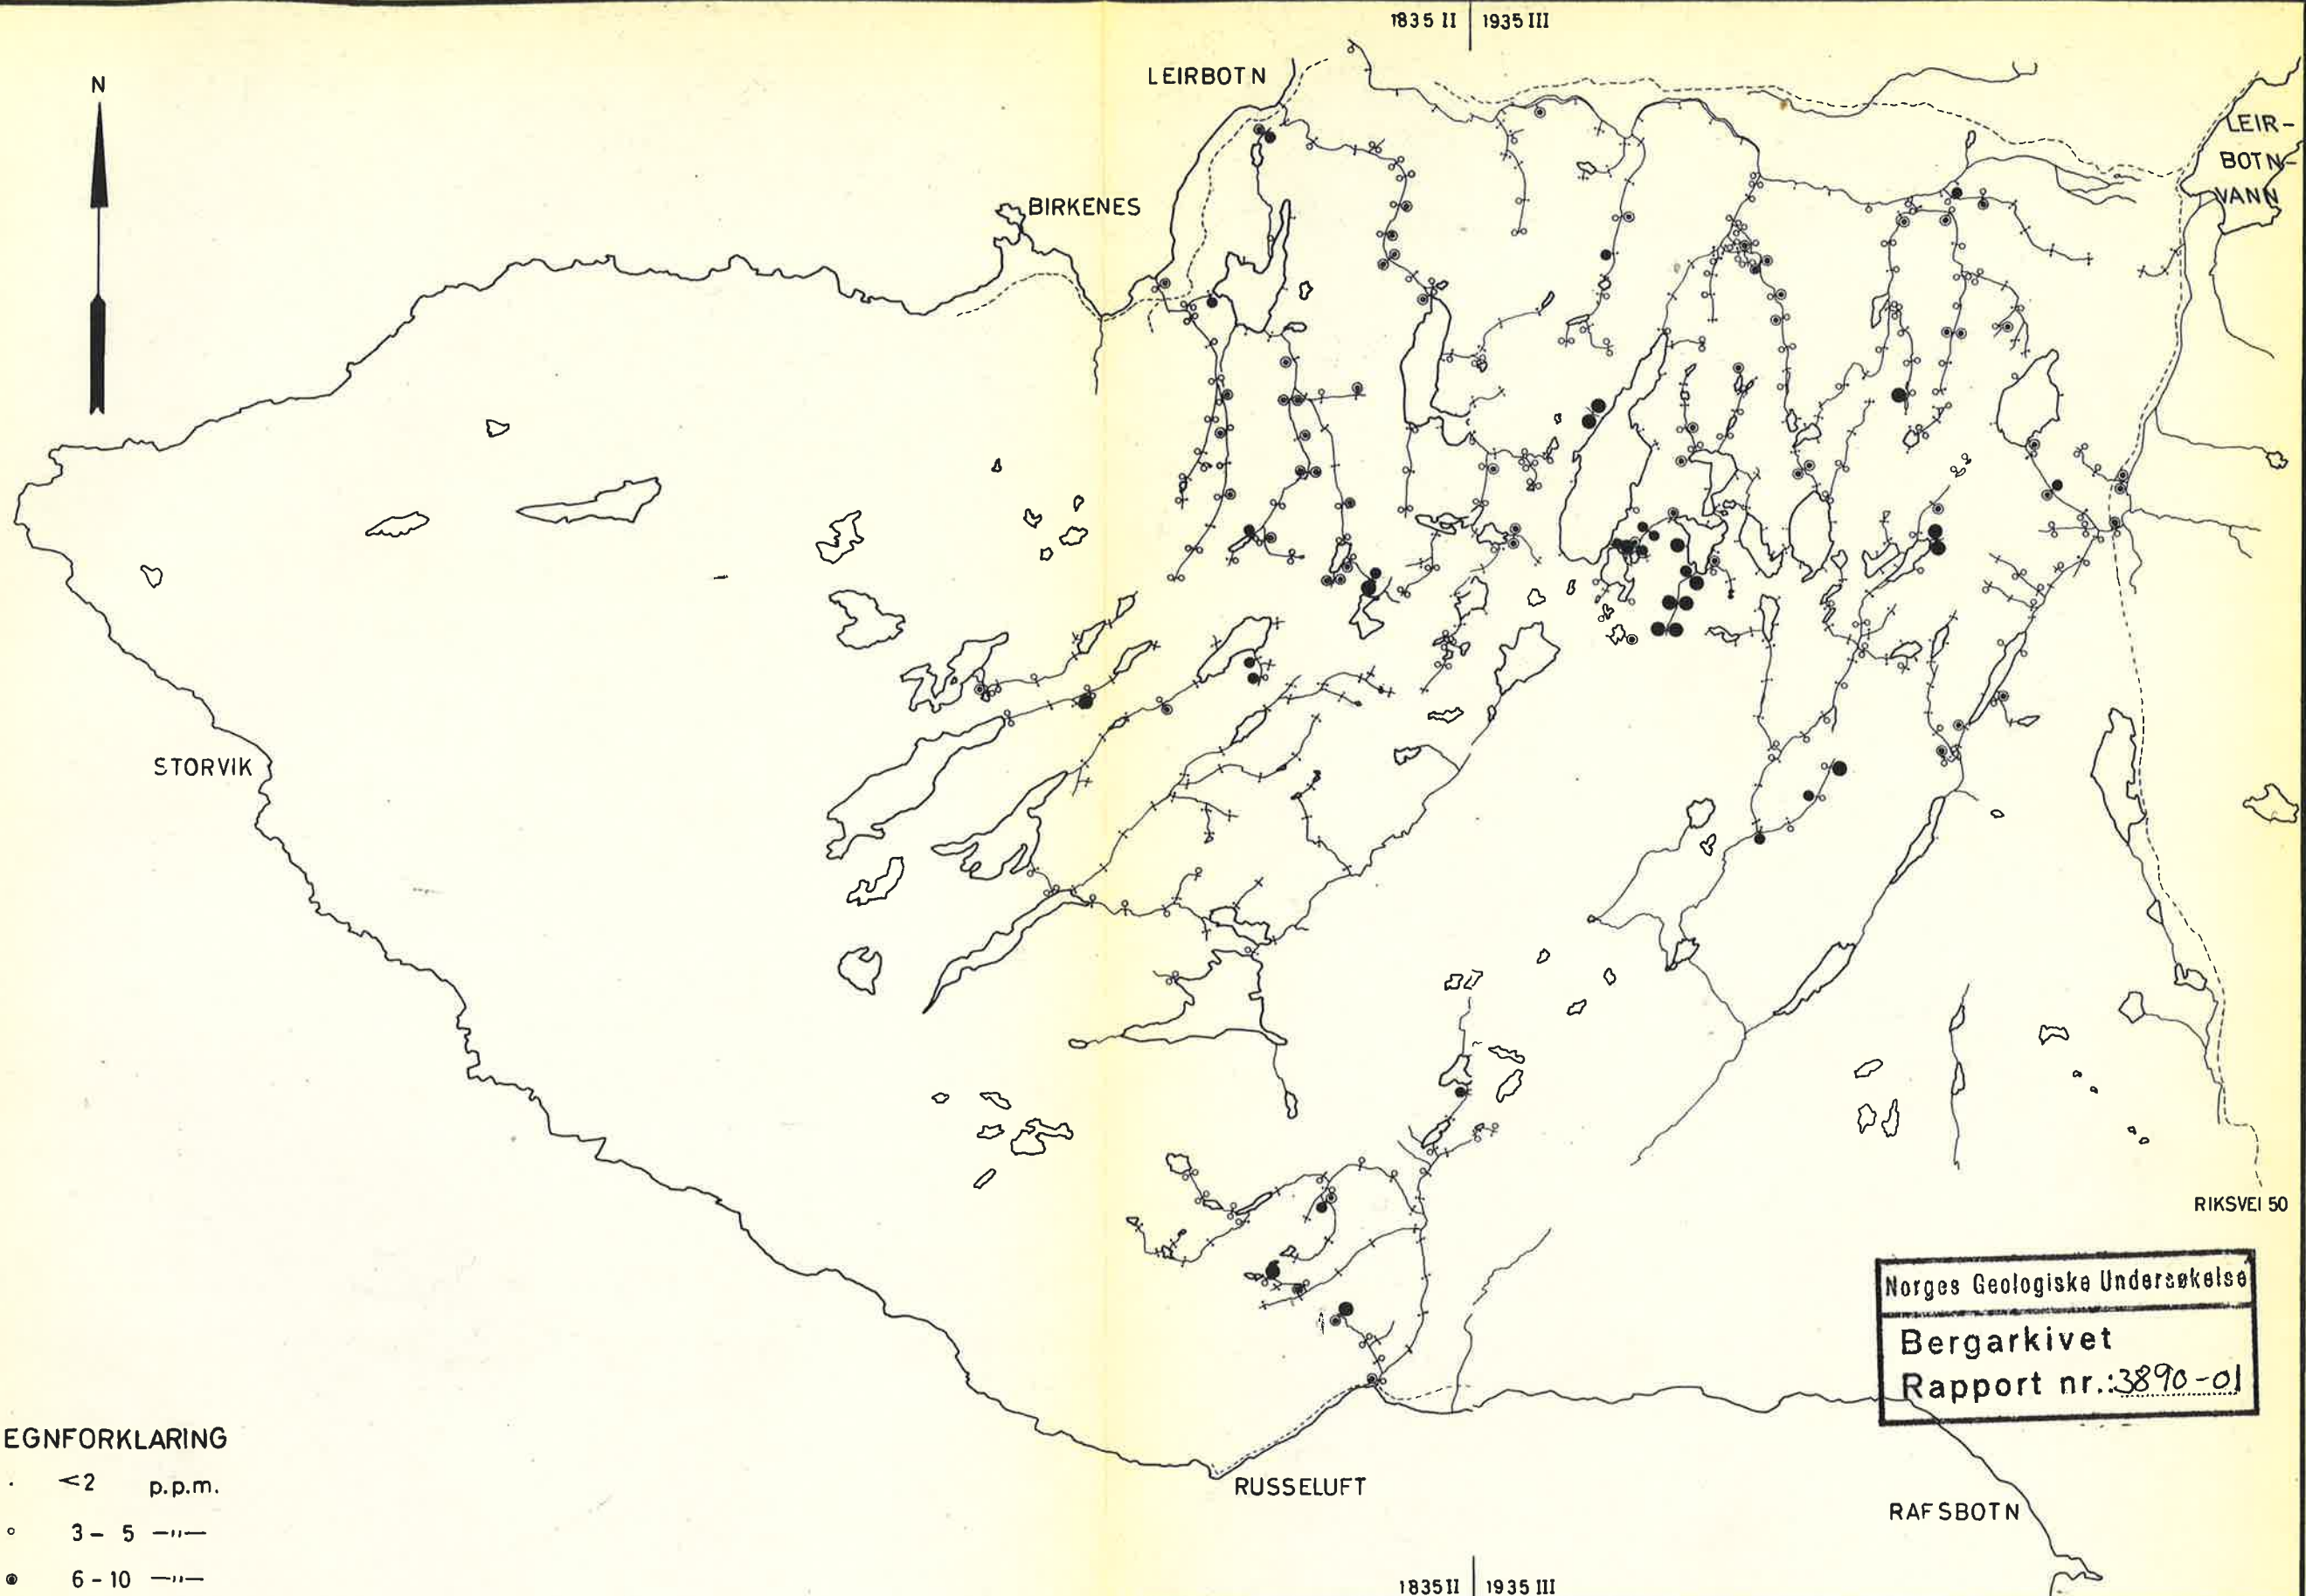 1835 II | 1935 III
N
LEIRBOTN
LEIR-
BOTN-
VANN
BIRKENES
STORVIK
RIKSVEI 50
Norges Geologiske Undersøkelse
Bergarkivet
Rapport nr.: 3890-01
EGNFORKLARING
<2 p.p.m.
3 - 5 —"—
6 - 10 —"—
RUSSELUFT
RAFSBOTN
1835 II | 1935 III